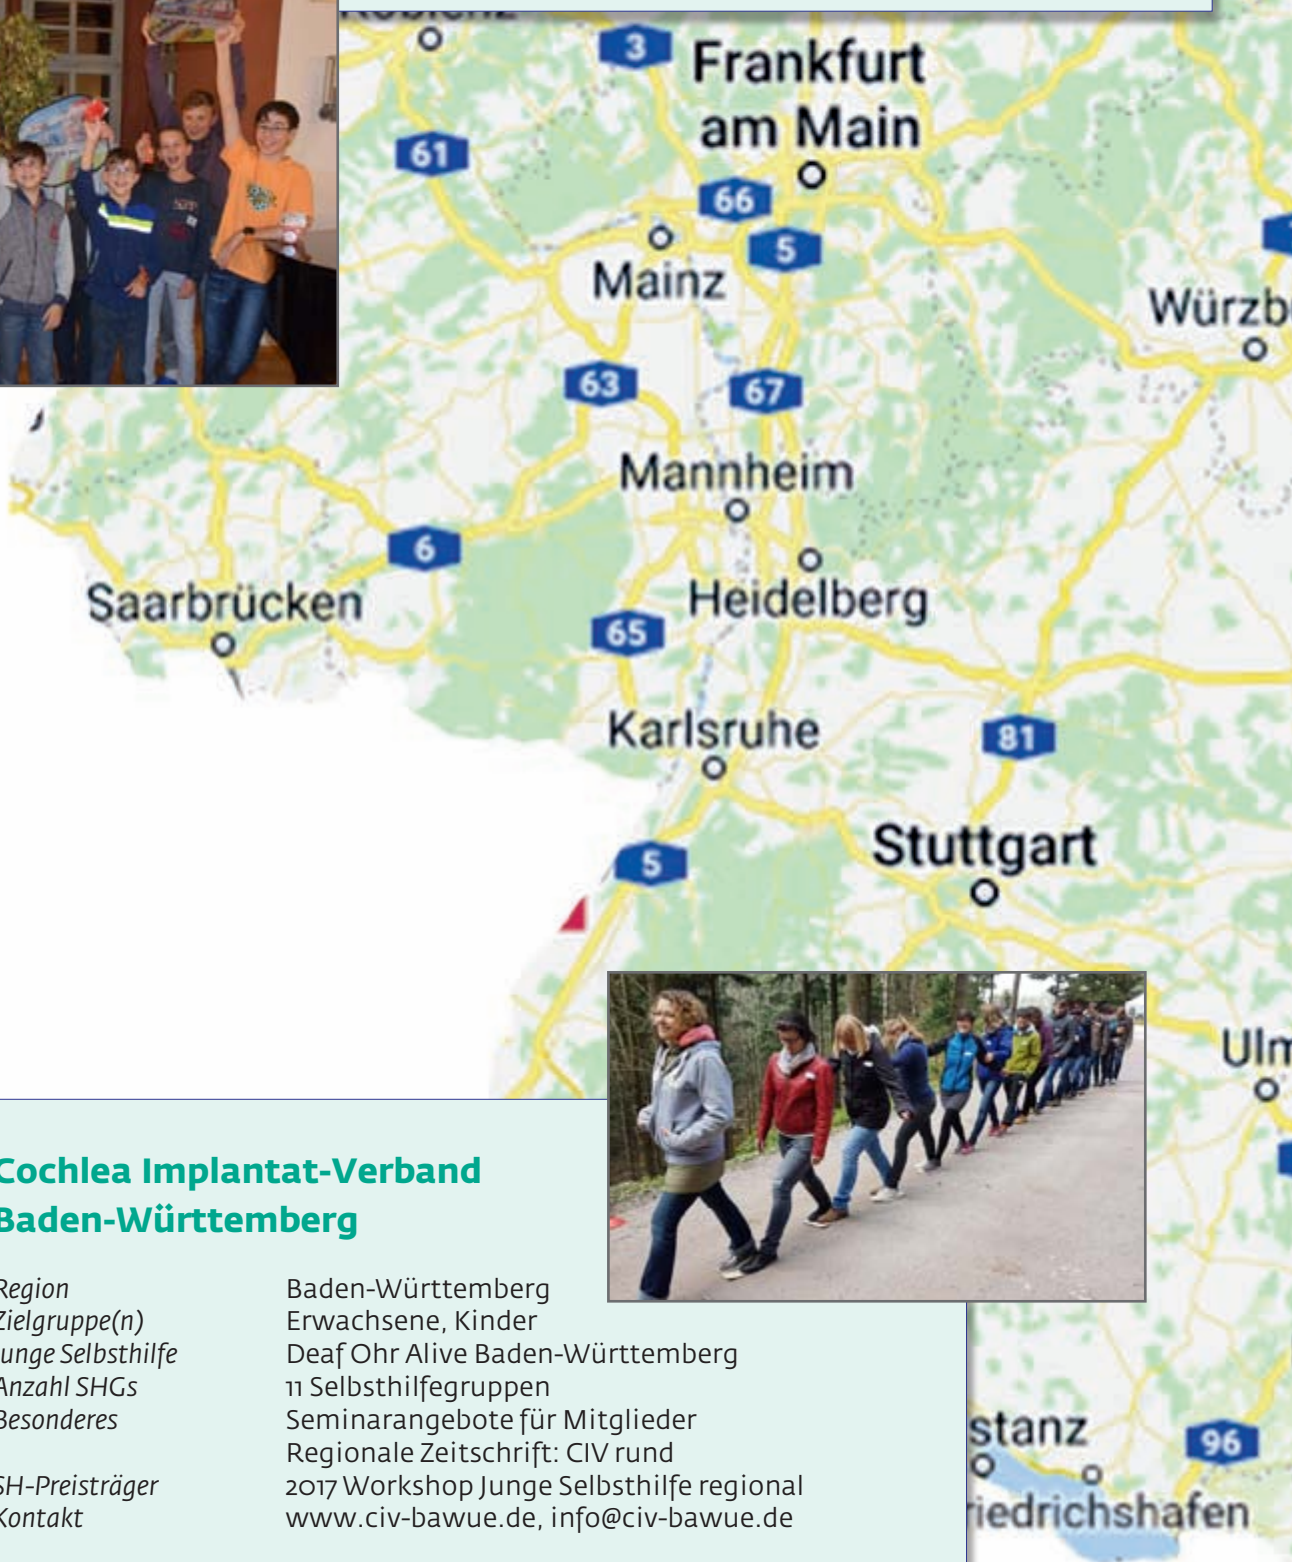 3
Frankfurt
am Main
61
66
5
Mainz
63
67
Mannheim
6
Saarbrücken
Heidelberg
65
Karlsruhe
81
Stuttgart
5
Cochlea Implantat-Verband
Baden-Württemberg
Region Baden-Württemberg
Zielgruppe(n) Erwachsene, Kinder
unge Selbsthilfe Deaf Ohr Alive Baden-Württemberg
Anzahl SHGs 11 Selbsthilfegruppen
Besonderes Seminarangebote für Mitglieder
Regionale Zeitschrift: CIV rund
SH-Preisträger 2017 Workshop Junge Selbsthilfe regional
Kontakt www.civ-bawue.de, info@civ-bawue.de
stanz
96
riedrichshafen